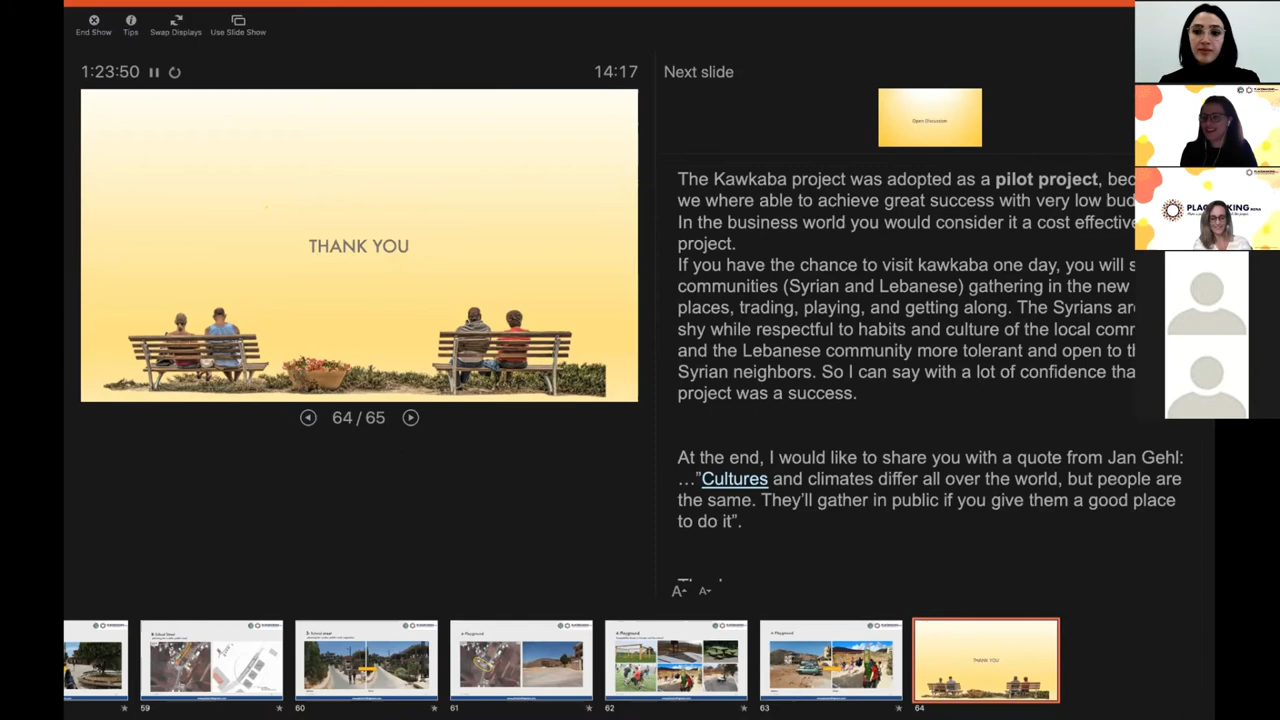 End Show
Tips
Swap Displays
Use Slide Show
1:23:50
14:17
Next slide
Open Discussion
THANK YOU
64 / 65
The Kawkaba project was adopted as a pilot project,
we where able to achieve great success with very low
In the business world you would consider it a cost effective
project.
If you have the chance to visit kawkaba one day, you will
communities (Syrian and Lebanese) gathering in the new
places, trading, playing, and getting along. The Syrians
shy while respectful to habits and culture of the local
and the Lebanese community more tolerant and open to
Syrian neighbors. So I can say with a lot of confidence
project was a success.
At the end, I would like to share you with a quote from Jan Gehl:
…”Cultures and climates differ all over the world, but people are
the same. They’ll gather in public if you give them a good place
to do it”.
A A
59
60
4-Playground
61
4-Playground
62
4-Playground
63
THANK YOU
64